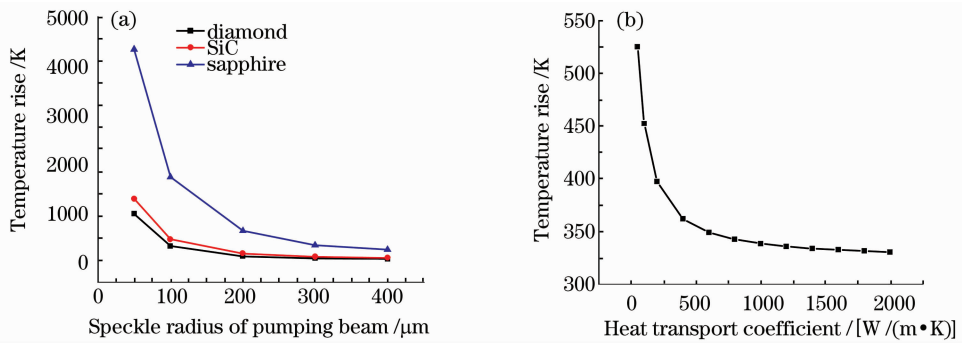 (a)
diamond
SiC
sapphire
5000
4000
3000
2000
1000
0
0 100 200 300 400
Temperature rise /K
Speckle radius of pumping beam /μm
(b)
550
500
450
400
350
300
0 500 1000 1500 2000
Temperature rise /K
Heat transport coefficient / [W /(m•K)]